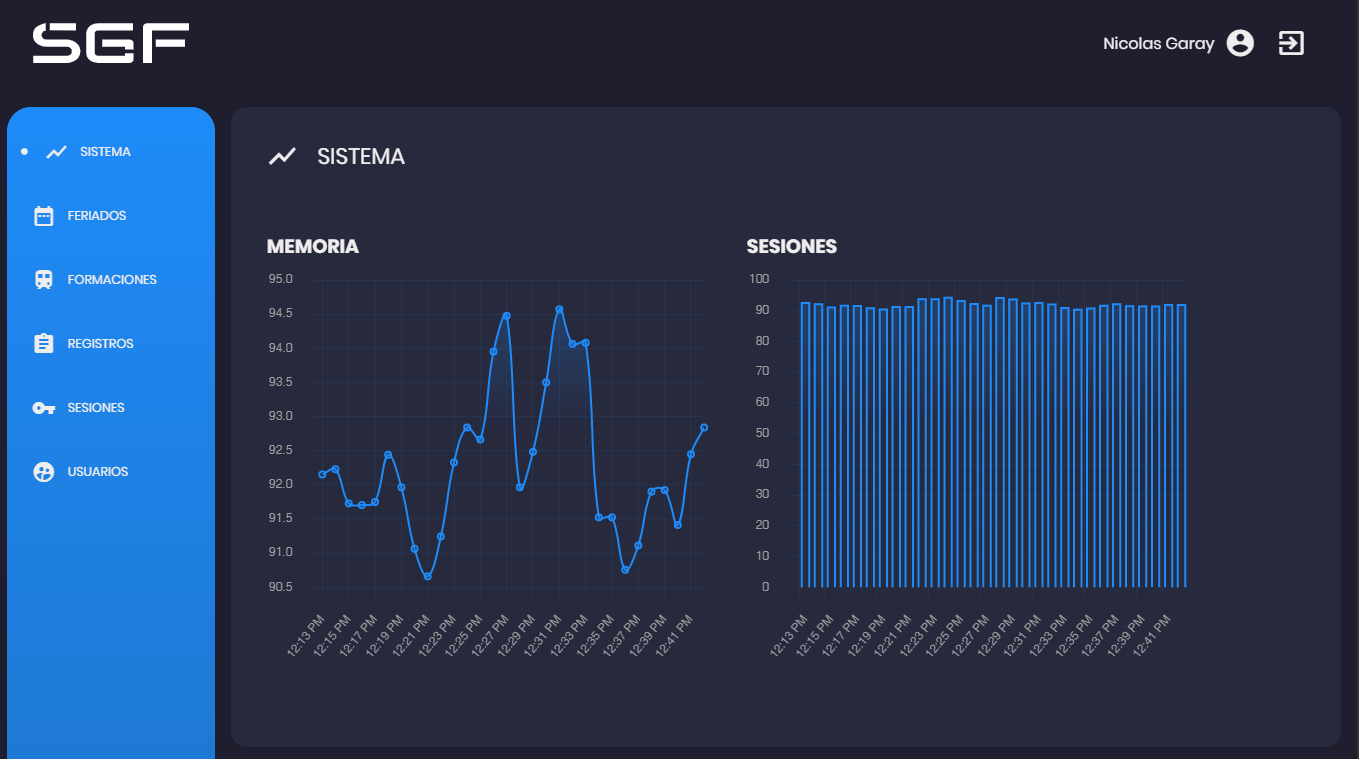 SGF
Nicolas Garay
SISTEMA
FERIADOS
FORMACIONES
REGISTROS
SESIONES
USUARIOS
SISTEMA
MEMORIA
95.0
94.5
94.0
93.5
93.0
92.5
92.0
91.5
91.0
90.5
12:13 PM
12:15 PM
12:17 PM
12:19 PM
12:21 PM
12:23 PM
12:25 PM
12:27 PM
12:29 PM
12:31 PM
12:33 PM
12:35 PM
12:37 PM
12:39 PM
12:41 PM
SESIONES
100
90
80
70
60
50
40
30
20
10
0
12:13 PM
12:15 PM
12:17 PM
12:19 PM
12:21 PM
12:23 PM
12:25 PM
12:27 PM
12:29 PM
12:31 PM
12:33 PM
12:35 PM
12:37 PM
12:39 PM
12:41 PM